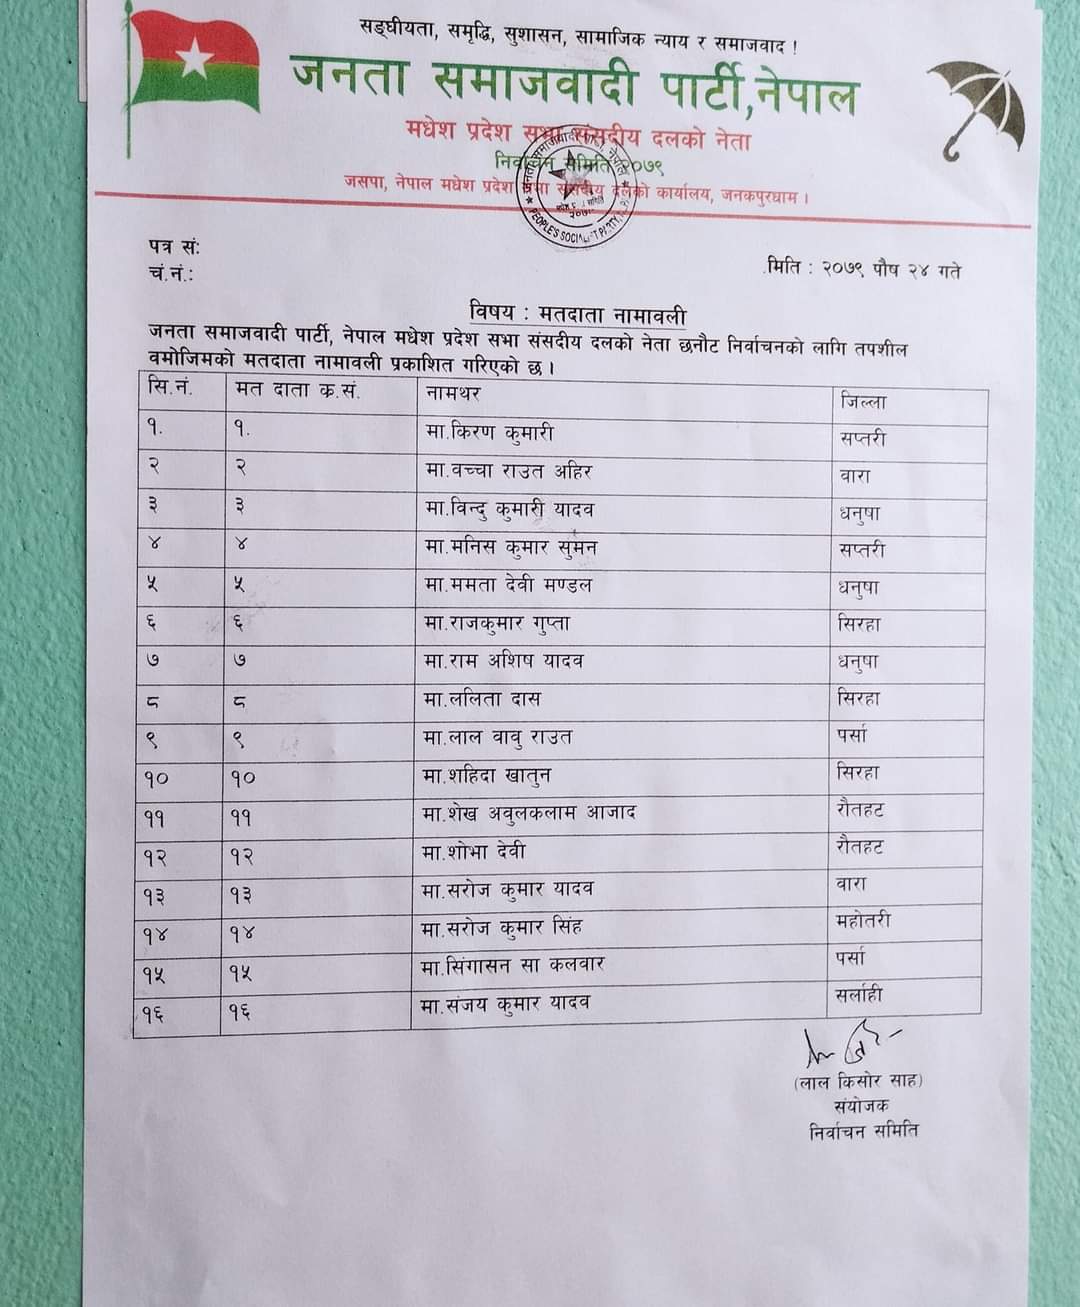 सङ्घीयता, समृद्धि, सुशासन, सामाजिक न्याय र समाजवाद !
जनता समाजवादी पार्टी,नेपाल
मधेश प्रदेश सभा संसदीय दलको नेता
निर्वाचन समिति २०७९
जसपा, नेपाल मधेश प्रदेश सभा संसदीय दलको कार्यालय, जनकपुरधाम ।
पत्र सं:
चं.नं.:
मिति : २०७९ पौष २४ गते
विषय : मतदाता नामावली
जनता समाजवादी पार्टी, नेपाल मधेश प्रदेश सभा संसदीय दलको नेता छनौट निर्वाचनको लागि तपशील
वमोजिमको मतदाता नामावली प्रकाशित गरिएको छ ।
सि.नं. मत दाता क्र.सं. नामथर जिल्ला
१. १. मा.किरण कुमारी सप्तरी
२ २ मा.वच्चा राउत अहिर वारा
३ ३ मा.विन्दु कुमारी यादव धनुषा
४ ४ मा.मनिस कुमार सुमन सप्तरी
५ ५ मा.ममता देवी मण्डल धनुषा
६ ६ मा.राजकुमार गुप्ता सिरहा
७ ७ मा.राम अशिष यादव धनुषा
८ ८ मा.ललिता दास सिरहा
९ ९ मा.लाल वावु राउत पर्सा
१० १० मा.शहिदा खातुन सिरहा
११ ११ मा.शेख अवुलकलाम आजाद रौतहट
१२ १२ मा.शोभा देवी रौतहट
१३ १३ मा.सरोज कुमार यादव वारा
१४ १४ मा.सरोज कुमार सिंह महोतरी
१५ १५ मा.सिंगासन सा कलवार पर्सा
१६ १६ मा.संजय कुमार यादव सर्लाही
(लाल किसोर साह)
संयोजक
निर्वाचन समिति